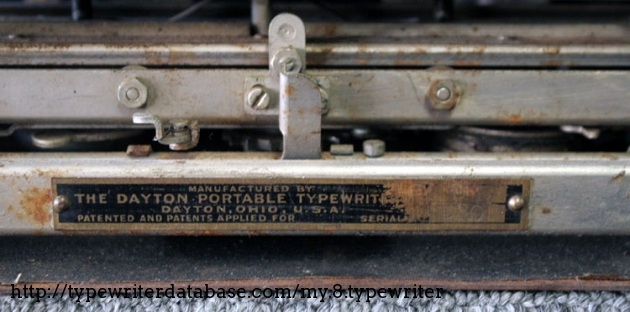 MANUFACTURED BY
THE DAYTON PORTABLE TYPEWRIT
DAYTON, OHIO, U.S.A.
PATENTED AND PATENTS APPLIED FOR SERIAL
http://typewriterdatabase.com/my.8.typewriter